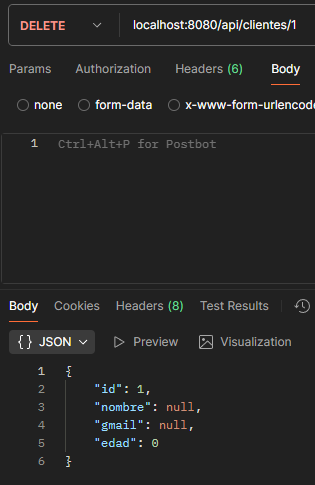 DELETE localhost:8080/api/clientes/1
Params Authorization Headers (6) Body
none form-data x-www-form-urlencod
1 Ctrl+Alt+P for Postbot
Body Cookies Headers (8) Test Results
{} JSON Preview Visualization
1 {
2 "id": 1,
3 "nombre": null,
4 "gmail": null,
5 "edad": 0
6 }